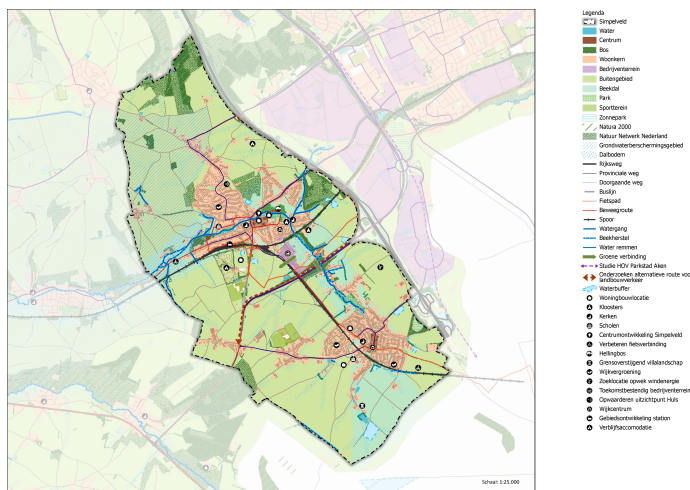 Legenda
Simpelveld
Water
Centrum
Bos
Woonkern
Bedrijventerrein
Buitengebied
Beekdal
Park
Sportterein
Zonnepark
Natura 2000
Natuur Netwerk Nederland
Grondwaterbeschermingsgebied
Dalbodem
Rijksweg
Provinciale weg
Doorgaande weg
Buslijn
Fietspad
Beweegroute
Spoor
Watergang
Beekherstel
Water remmen
Groene verbinding
Studie HOV Parkstad Aken
Onderzoeken alternatieve route voo
landbouwverkeer
Waterbuffer
Woningbouwlocatie
Kloosters
Kerken
Scholen
Centrumontwikkeling Simpelveld
Verbeteren fietsverbinding
Hellingbos
Grensoverstijgend villalandschap
Wijkvergroening
Zoeklocatie opwek windenergie
Toekomstbestendig bedrijventerrein
Opwaarderen uitzichtpunt Huls
Wijkcentrum
Gebiedsontwikkeling station
Verblijfsaccomodatie
Schaal: 1:25.000